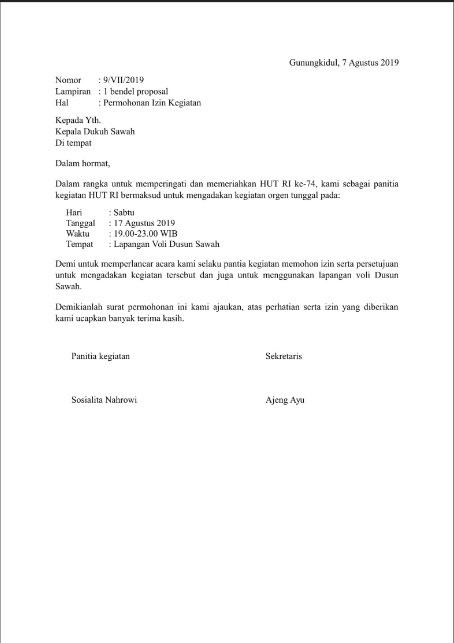 Gunungkidul, 7 Agustus 2019
Nomor : 9/VII/2019
Lampiran : 1 bendel proposal
Hal : Permohonan Izin Kegiatan
Kepada Yth.
Kepala Dukuh Sawah
Di tempat
Dalam hormat,
Dalam rangka untuk memperingati dan memeriahkan HUT RI ke-74, kami sebagai panitia
kegiatan HUT RI bermaksud untuk mengadakan kegiatan orgen tunggal pada:
Hari : Sabtu
Tanggal : 17 Agustus 2019
Waktu : 19.00-23.00 WIB
Tempat : Lapangan Voli Dusun Sawah
Demi untuk memperlancar acara kami selaku pantia kegiatan memohon izin serta persetujuan
untuk mengadakan kegiatan tersebut dan juga untuk menggunakan lapangan voli Dusun
Sawah.
Demikianlah surat permohonan ini kami ajaukan, atas perhatian serta izin yang diberikan
kami ucapkan banyak terima kasih.
Panitia kegiatan Sekretaris
Sosialita Nahrowi Ajeng Ayu